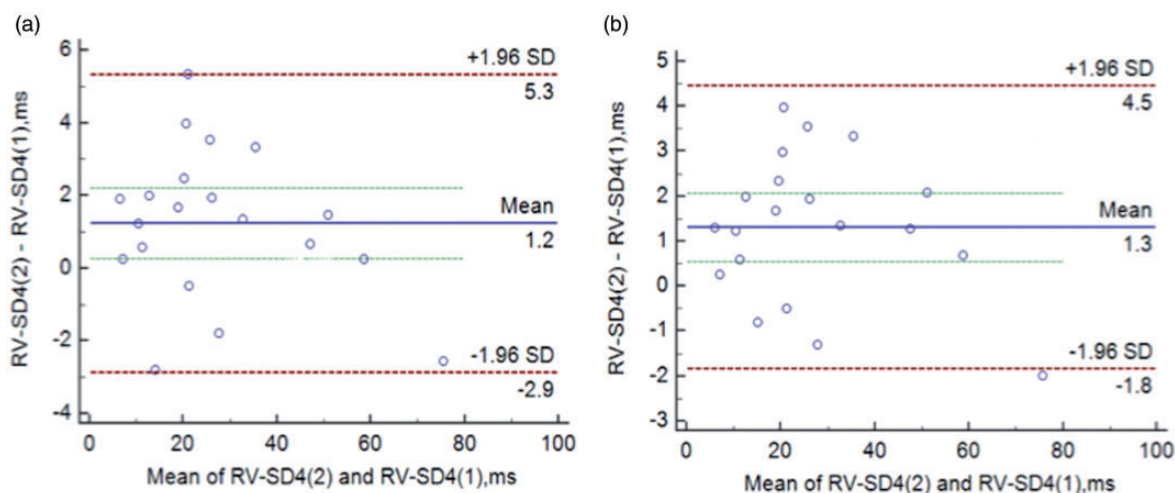 (a)
6
4
2
0
-2
-4
0 20 40 60 80 100
RV-SD4(2) - RV-SD4(1),ms
Mean of RV-SD4(2) and RV-SD4(1),ms
+1.96 SD
5.3
Mean
1.2
-1.96 SD
-2.9
(b)
5
4
3
2
1
0
-1
-2
-3
0 20 40 60 80 100
RV-SD4(2) - RV-SD4(1),ms
Mean of RV-SD4(2) and RV-SD4(1),ms
+1.96 SD
4.5
Mean
1.3
-1.96 SD
-1.8